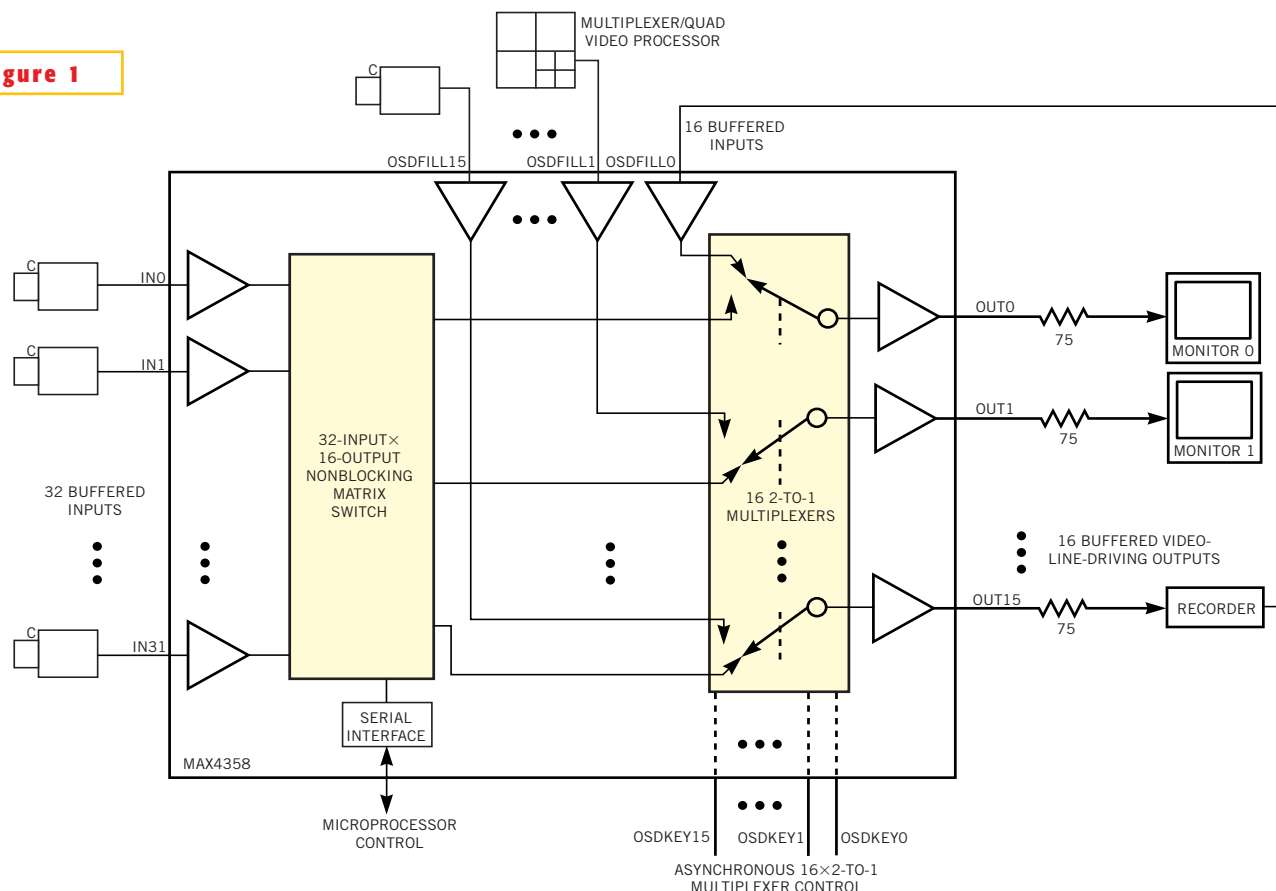 gure 1
MULTIPLEXER/QUAD
VIDEO PROCESSOR
C
16 BUFFERED
INPUTS
OSDFILL15
OSDFILL1
OSDFILL0
C
IN0
C
IN1
32-INPUT×
16-OUTPUT
NONBLOCKING
MATRIX
SWITCH
32 BUFFERED
INPUTS
C
IN31
16 2-TO-1
MULTIPLEXERS
OUT0
75
MONITOR 0
OUT1
75
MONITOR 1
16 BUFFERED VIDEO-
LINE-DRIVING OUTPUTS
OUT15
75
RECORDER
SERIAL
INTERFACE
MAX4358
MICROPROCESSOR
CONTROL
OSDKEY15
OSDKEY1
OSDKEY0
ASYNCHRONOUS 16×2-TO-1
MULTIPLEXER CONTROL